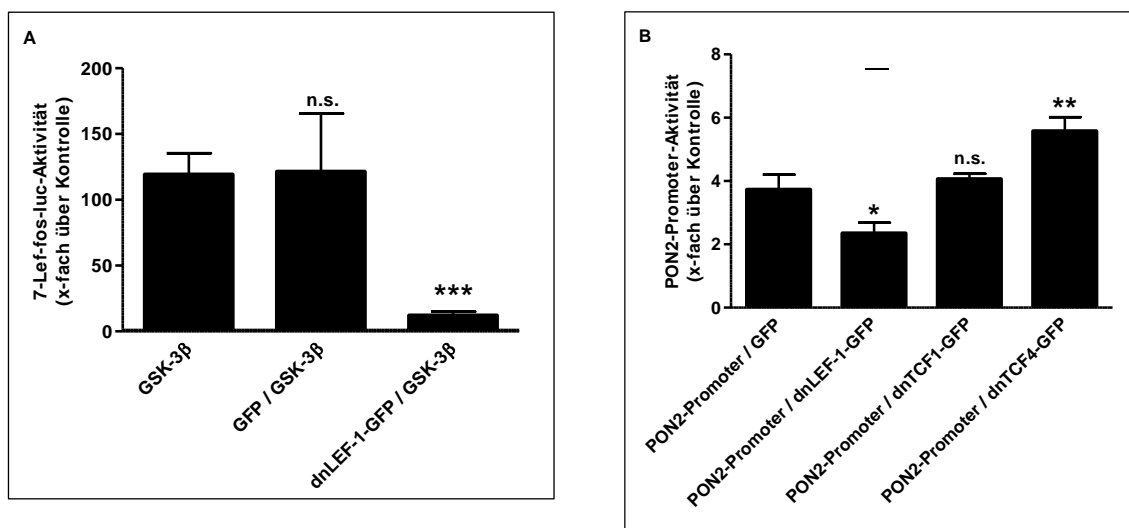 A
7-Lef-fos-luc-Aktivität
(x-fach über Kontrolle)
200
150
100
50
0
n.s.
***
GSK-3β
GFP / GSK-3β
dnLEF-1-GFP / GSK-3β
B
PON2-Promoter-Aktivität
(x-fach über Kontrolle)
8
6
4
2
0
*
n.s.
**
PON2-Promoter / GFP
PON2-Promoter / dnLEF-1-GFP
PON2-Promoter / dnTCF1-GFP
PON2-Promoter / dnTCF4-GFP